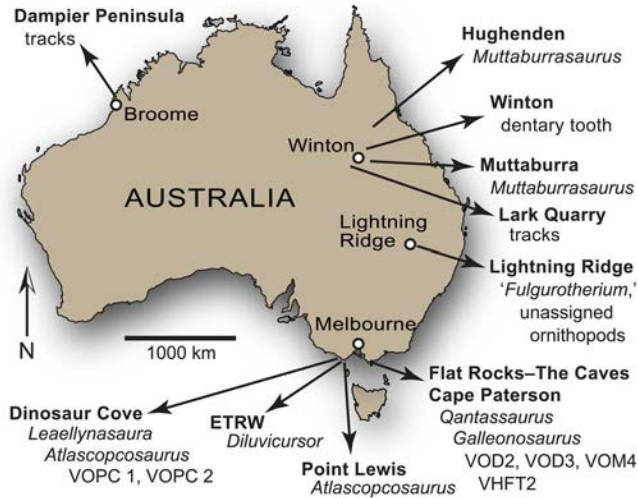 Dampier Peninsula
tracks
Broome
Hughenden
Muttaburrasaurus
Winton
dentary tooth
Winton
Muttaburra
Muttaburrasaurus
AUSTRALIA
Lark Quarry
tracks
Lightning
Ridge
Lightning Ridge
'Fulgurotherium,'
unassigned
ornithopods
N
1000 km
Melbourne
Flat Rocks–The Caves
Cape Paterson
Qantassaurus
Galleonosaurus
VOD2, VOD3, VOM4
VHFT2
Dinosaur Cove
Leaellynasaura
Atlascopcosaurus
VOPC 1, VOPC 2
ETRW
Diluvicursor
Point Lewis
Atlascopcosaurus